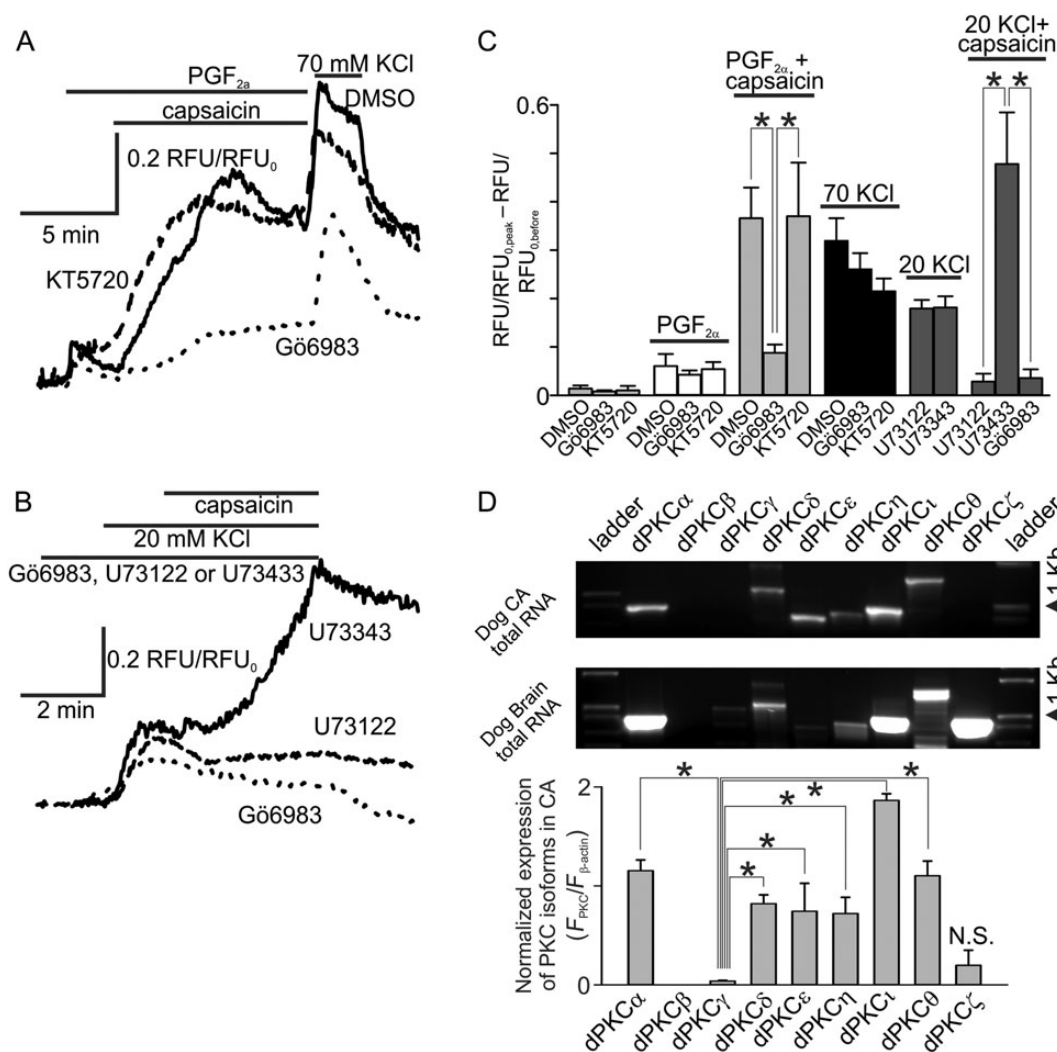 A
PGF2a
capsaicin
70 mM KCl
DMSO
0.2 RFU/RFU0
5 min
KT5720
Gö6983
B
capsaicin
20 mM KCl
Gö6983, U73122 or U73433
U73343
0.2 RFU/RFU0
2 min
U73122
Gö6983
C
RFU/RFU0,peak – RFU/
RFU0,before
0.6
0
PGF2α
PGF2α +
capsaicin
* *
70 KCl
20 KCl
20 KCl+
capsaicin
* *
DMSO
Gö6983
KT5720
DMSO
Gö6983
KT5720
DMSO
Gö6983
KT5720
DMSO
Gö6983
KT5720
U73122
U73343
U73122
U73433
Gö6983
D
ladder
dPKCα
dPKCβ
dPKCγ
dPKCδ
dPKCε
dPKCη
dPKCι
dPKCθ
dPKCζ
ladder
Dog CA
total RNA
◄1 Kb
Dog Brain
total RNA
◄1 Kb
Normalized expression
of PKC isoforms in CA
(FPKC/Fβ-actin)
2
0
* *
* *
*
*
N.S.
dPKCα
dPKCβ
dPKCγ
dPKCδ
dPKCε
dPKCη
dPKCι
dPKCθ
dPKCζ